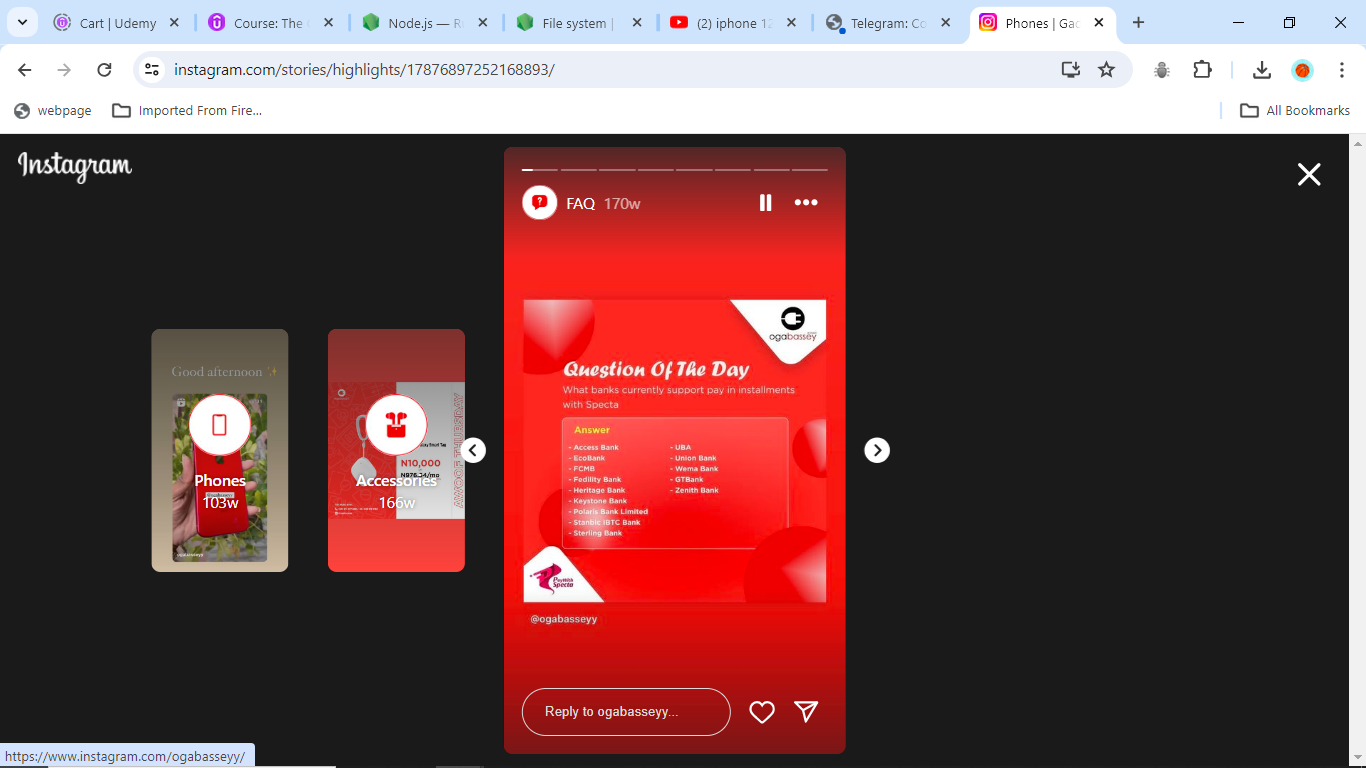 Cart | Udemy
Course: The
Node.js — R
File system |
(2) iphone 12
Telegram: Co
Phones | Gad
instagram.com/stories/highlights/17876897252168893/
webpage
Imported From Fire...
All Bookmarks
Instagram
FAQ 170w
ogabassey
Question Of The Day
What banks currently support pay in installments
with Specta
Answer
- Access Bank
- EcoBank
- FCMB
- Fedility Bank
- Heritage Bank
- Keystone Bank
- Polaris Bank Limited
- Stanbic IBTC Bank
- Sterling Bank
- UBA
- Union Bank
- Wema Bank
- GTBank
- Zenith Bank
Specta
@ogabasseyy
Reply to ogabasseyy...
Good afternoon
Phones
103w
ogabasseyy
N10,000
AWOOF THURSDAY
Accessories
166w
https://www.instagram.com/ogabasseyy/